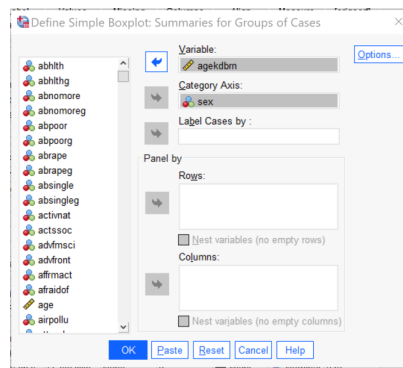 Define Simple Boxplot: Summaries for Groups of Cases
abhlth
abhlthg
abnomore
abnomoreg
abpoor
abpoorg
abrape
abrapeg
absingle
absingleg
activnat
actssoc
advfmsci
advfront
affrmact
afraidof
age
airpollu
Variable:
agekdbrn
Category Axis:
sex
Label Cases by :
Panel by
Rows:
Nest variables (no empty rows)
Columns:
Nest variables (no empty columns)
Options...
OK Paste Reset Cancel Help